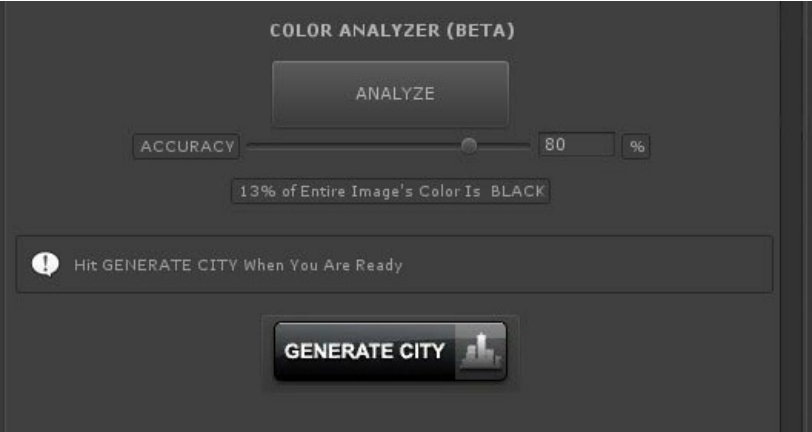 COLOR ANALYZER (BETA)
ANALYZE
ACCURACY 80 %
13% of Entire Image's Color Is BLACK
Hit GENERATE CITY When You Are Ready
GENERATE CITY